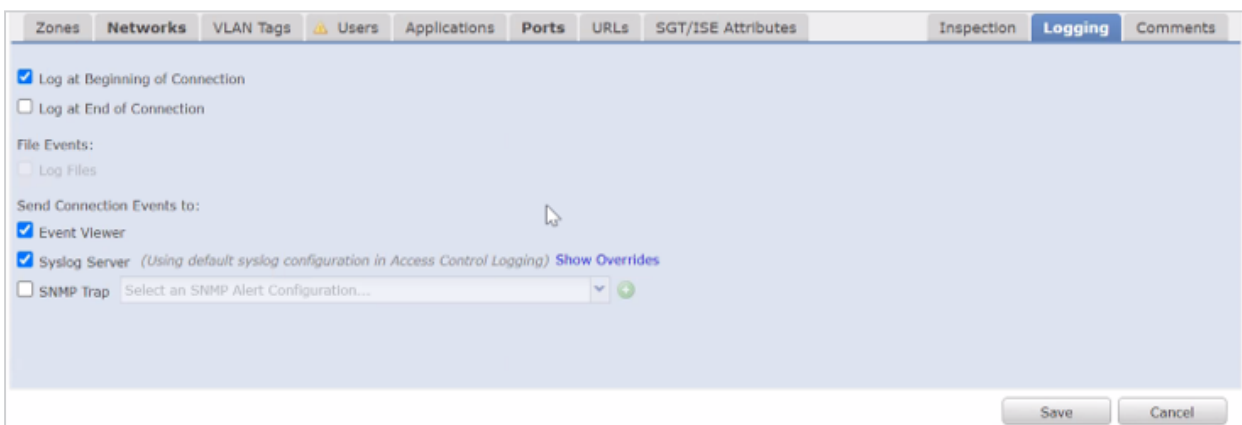 Zones Networks VLAN Tags Users Applications Ports URLs SGT/ISE Attributes Inspection Logging Comments
Log at Beginning of Connection
Log at End of Connection
File Events:
Log Files
Send Connection Events to:
Event Viewer
Syslog Server (Using default syslog configuration in Access Control Logging) Show Overrides
SNMP Trap Select an SNMP Alert Configuration...
Save Cancel